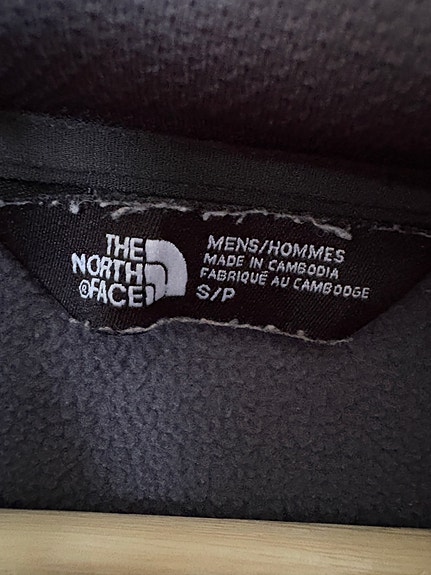 THE
NORTH
®FACE
MENS/HOMMES
MADE IN CAMBODIA
FABRIQUÉ AU CAMBODGE
S/P